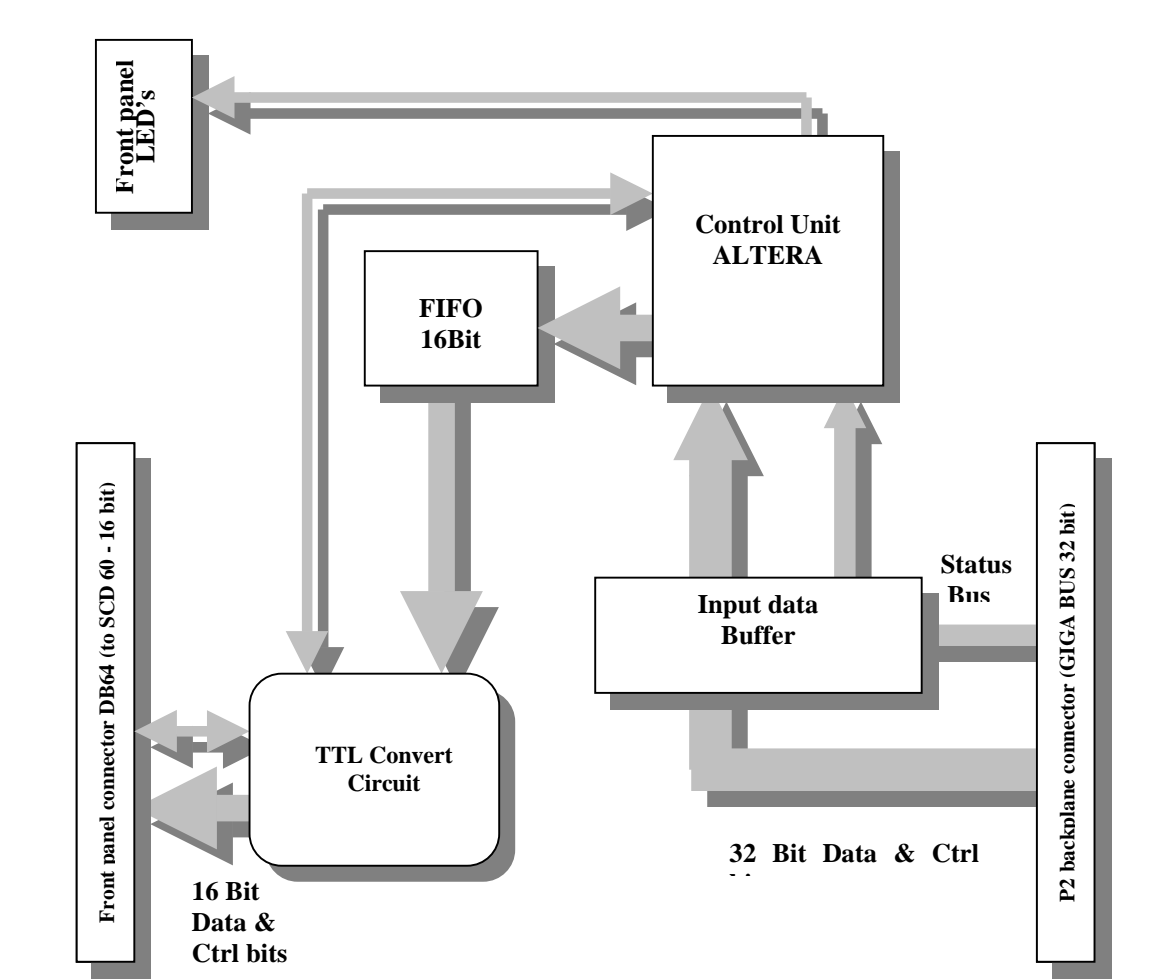 Front panel
LED's
Control Unit
ALTERA
FIFO
16Bit
Status
Bus
Input data
Buffer
Front panel connector DB64 (to SCD 60 - 16 bit)
P2 backplane connector (GIGA BUS 32 bit)
TTL Convert
Circuit
32 Bit Data & Ctrl
16 Bit
Data &
Ctrl bits